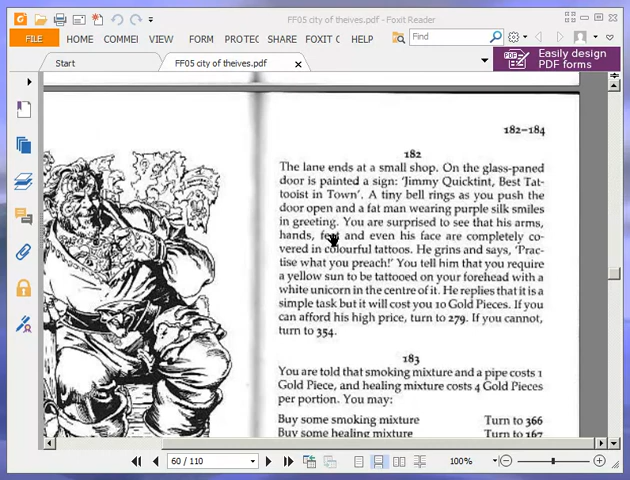 FF05 city of theives.pdf - Foxit Reader
FILE HOME COMMEI VIEW FORM PROTEC SHARE FOXIT C HELP Find
Start FF05 city of theives.pdf Easily design
PDF forms
182–184
182
The lane ends at a small shop. On the glass-paned
door is painted a sign: 'Jimmy Quicktint, Best Tat-
tooist in Town'. A tiny bell rings as you push the
door open and a fat man wearing purple silk smiles
in greeting. You are surprised to see that his arms,
hands, feet and even his face are completely co-
vered in colourful tattoos. He grins and says, 'Prac-
tise what you preach!' You tell him that you require
a yellow sun to be tattooed on your forehead with a
white unicorn in the centre of it. He replies that it is a
simple task but it will cost you 10 Gold Pieces. If you
can afford his high price, turn to 279. If you cannot,
turn to 354.
183
You are told that smoking mixture and a pipe costs 1
Gold Piece, and healing mixture costs 4 Gold Pieces
per portion. You may:
Buy some smoking mixture Turn to 366
Buy some healing mixture Turn to 167
60 / 110 100%